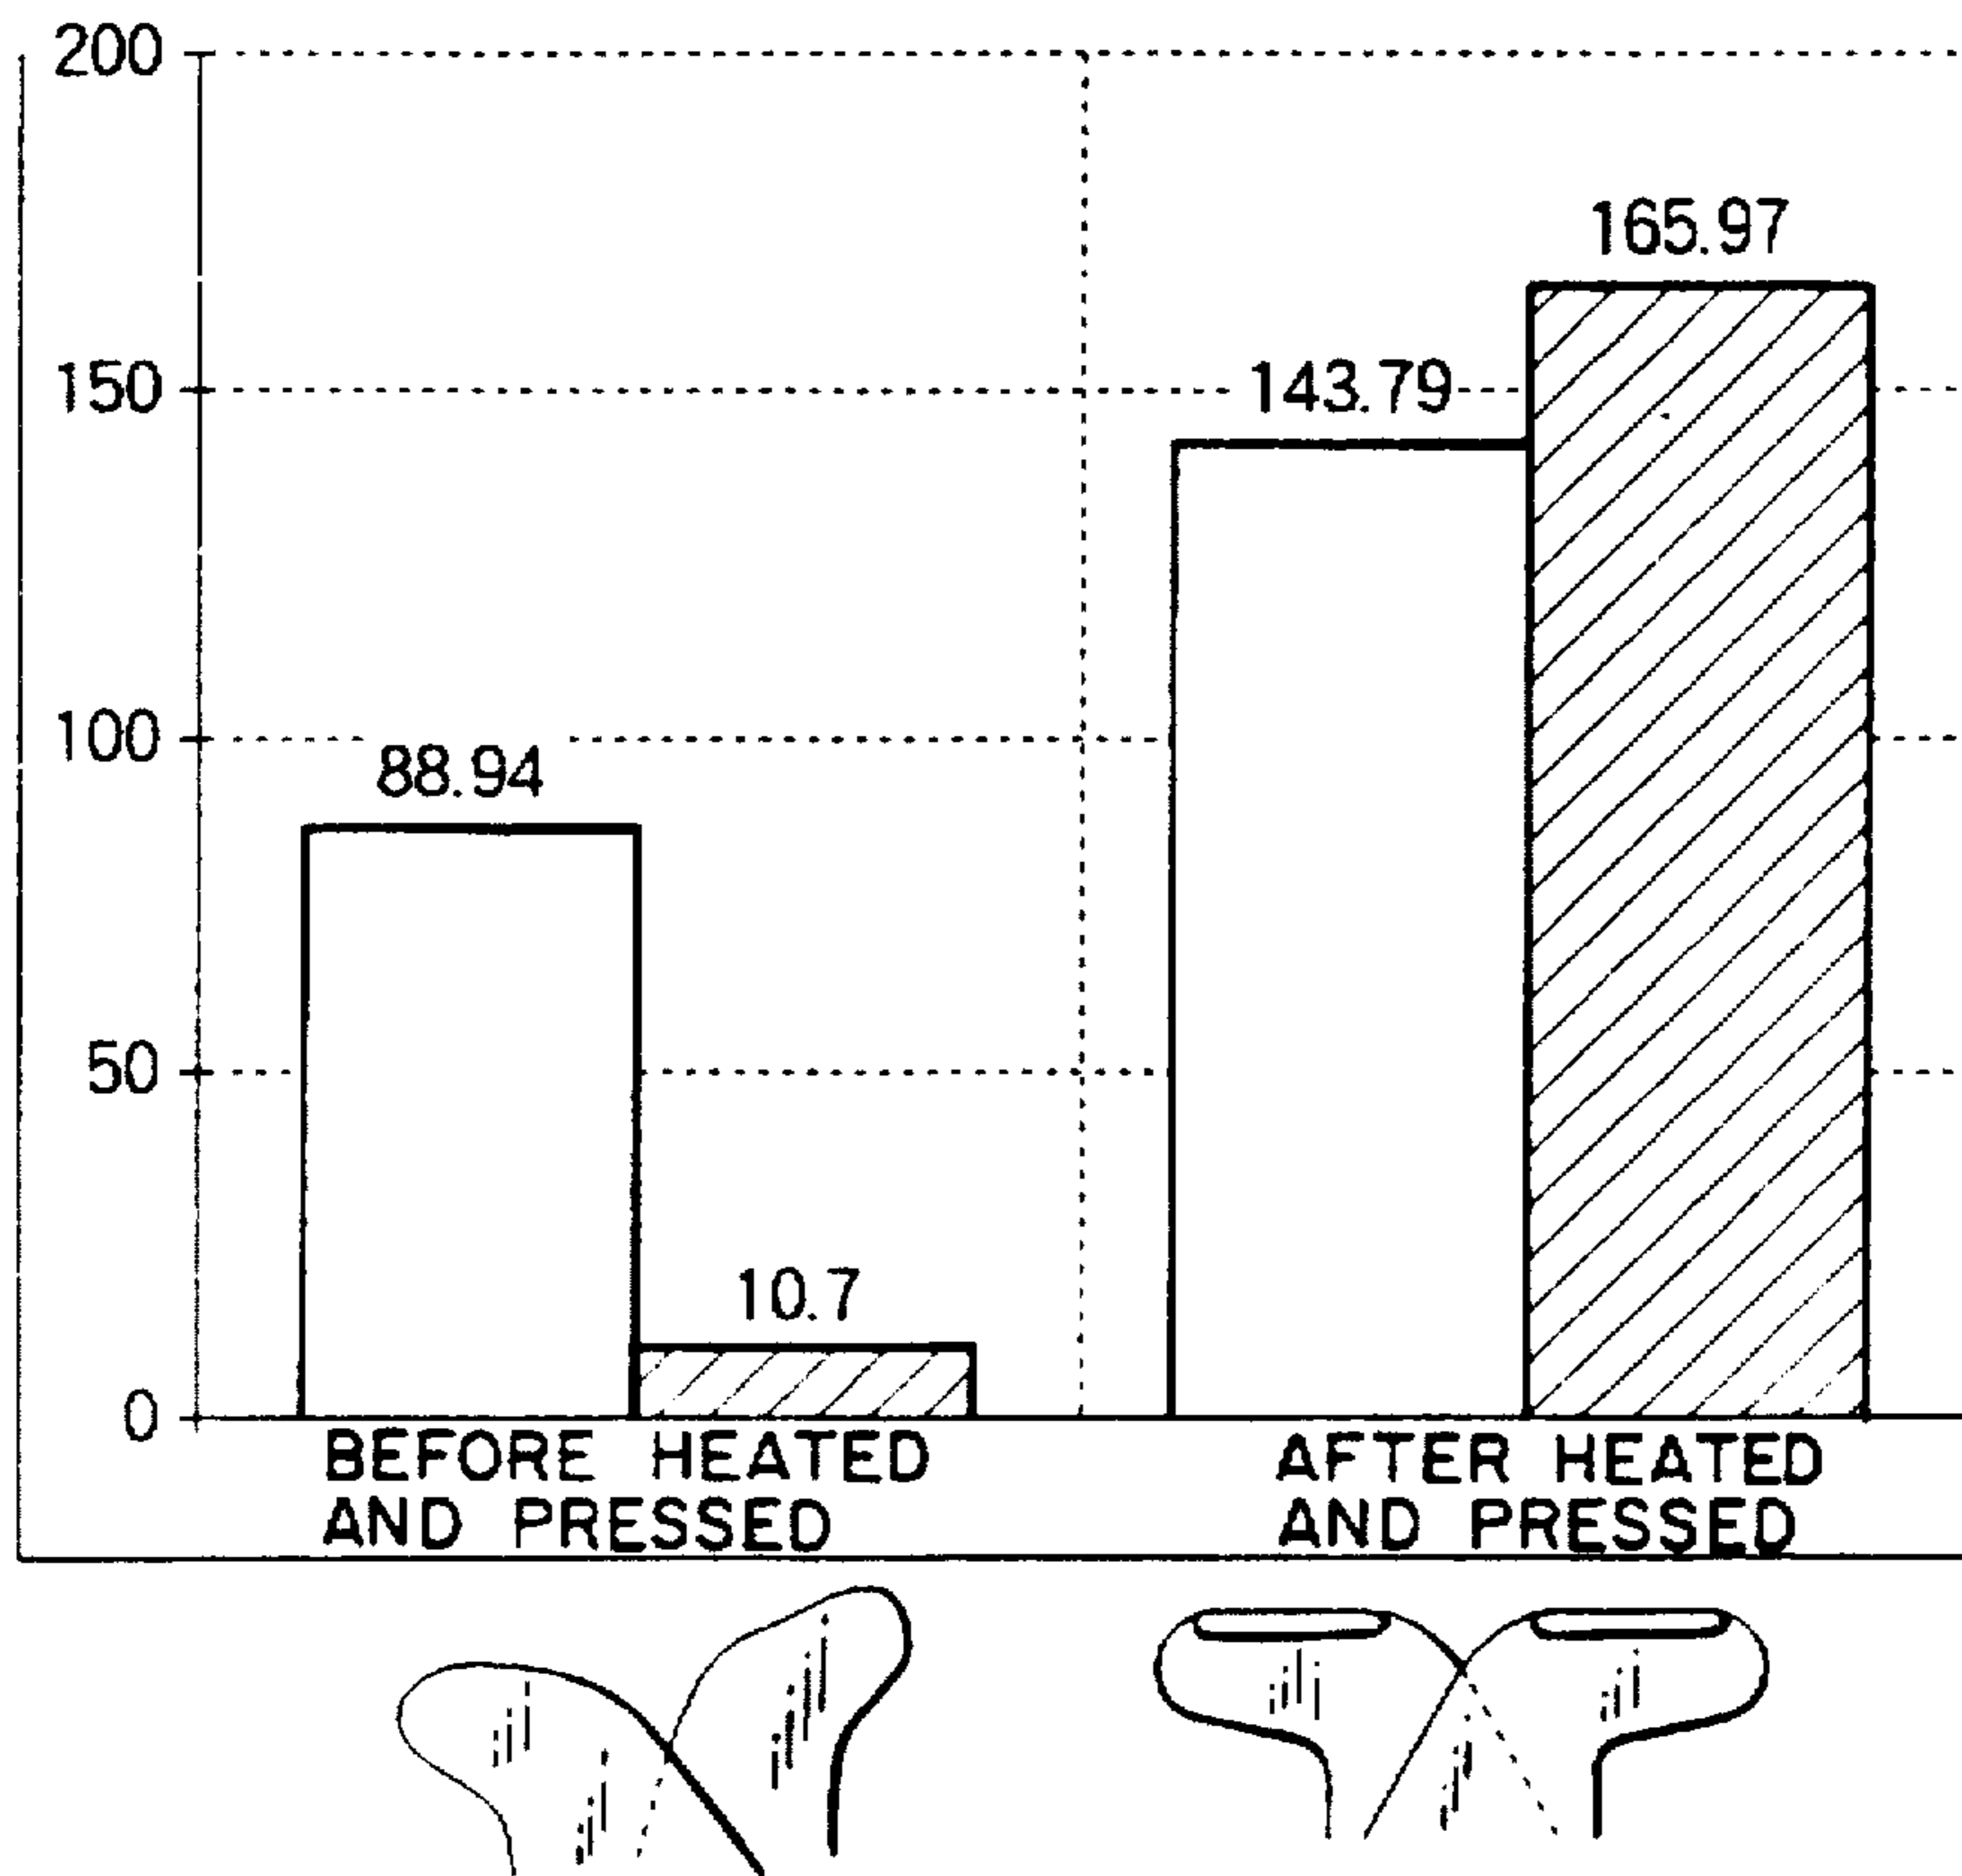 200
165.97
150
143.79
100
88.94
50
10.7
0
BEFORE HEATED
AND PRESSED
AFTER HEATED
AND PRESSED